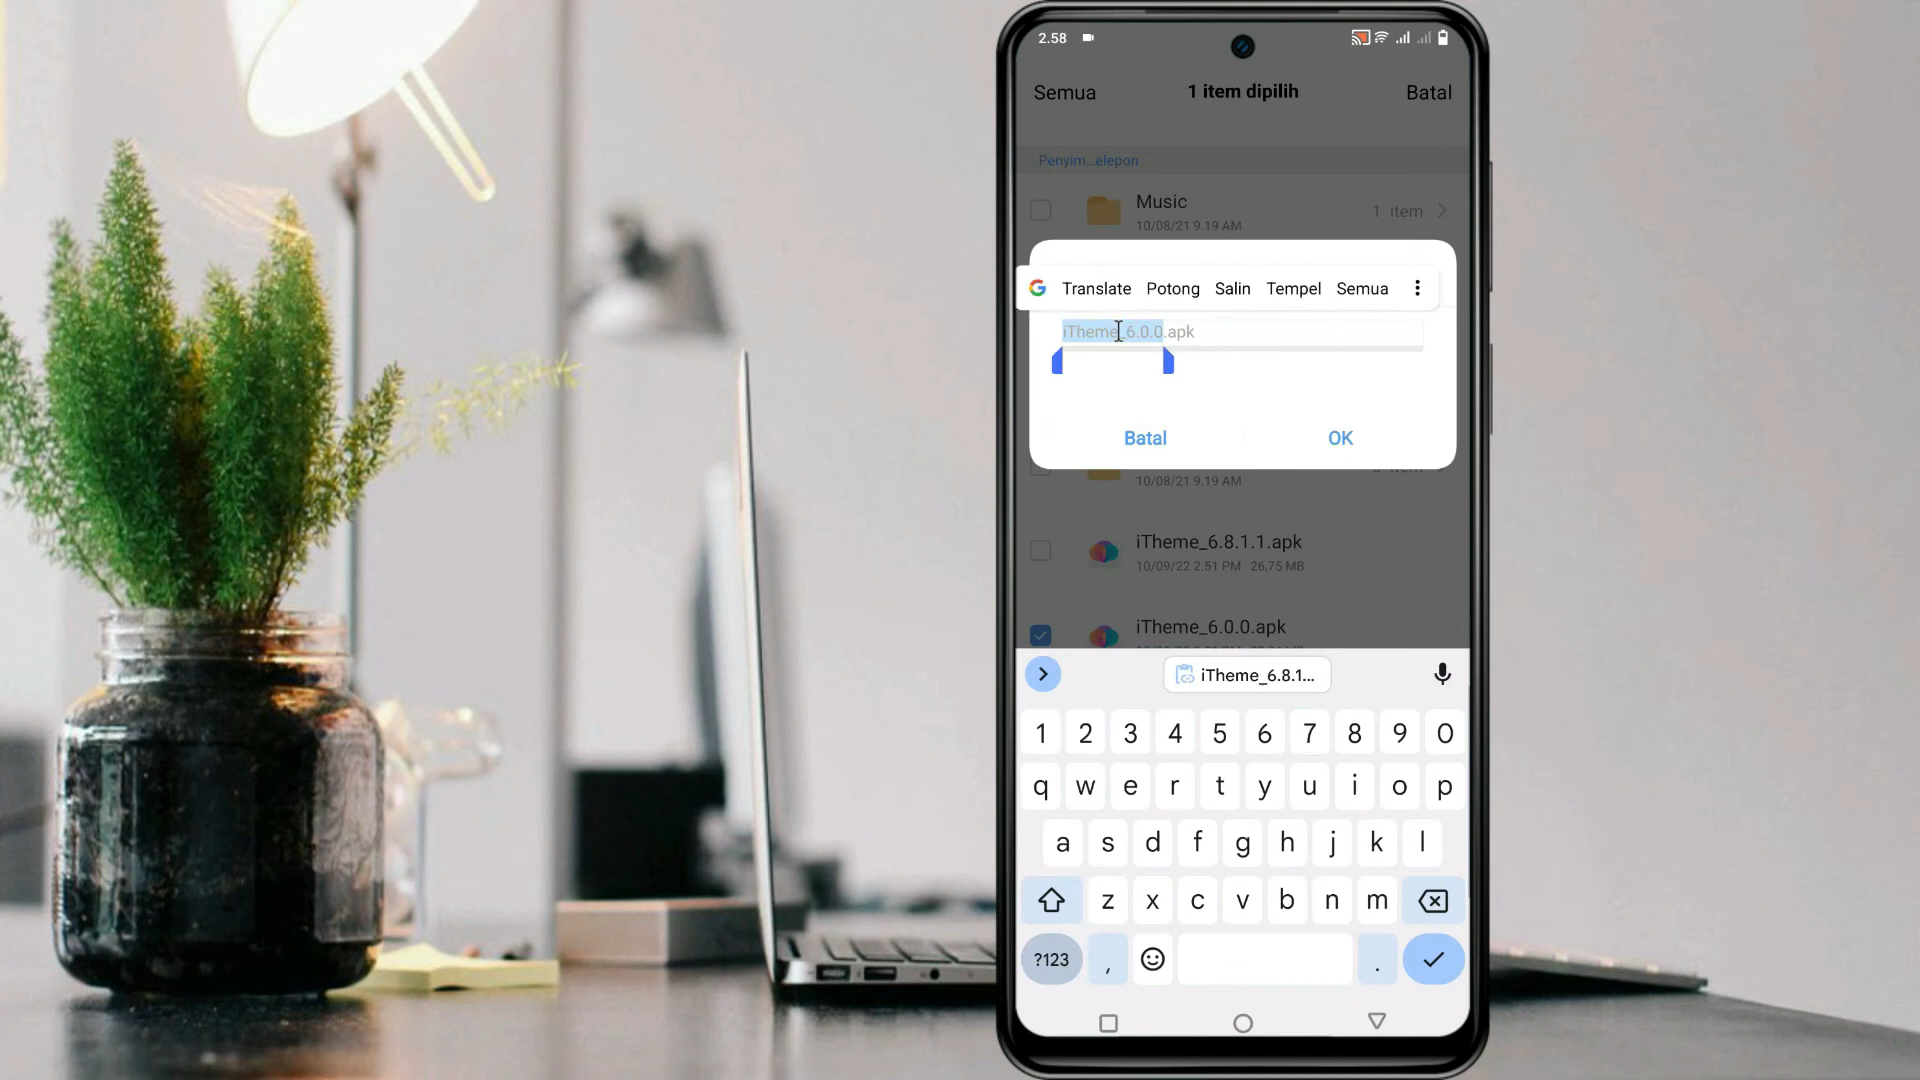 2.58
Semua 1 item dipilih Batal
Penyim...elepon
Music
1 item
10/08/21 9.19 AM
Translate Potong Salin Tempel Semua
iTheme_6.0.0.apk
Batal OK
10/08/21 9.19 AM
iTheme_6.8.1.1.apk
10/09/22 2.51 PM 26,75 MB
iTheme_6.0.0.apk
iTheme_6.8.1...
1 2 3 4 5 6 7 8 9 0
q w e r t y u i o p
a s d f g h j k l
z x c v b n m
?123 , .